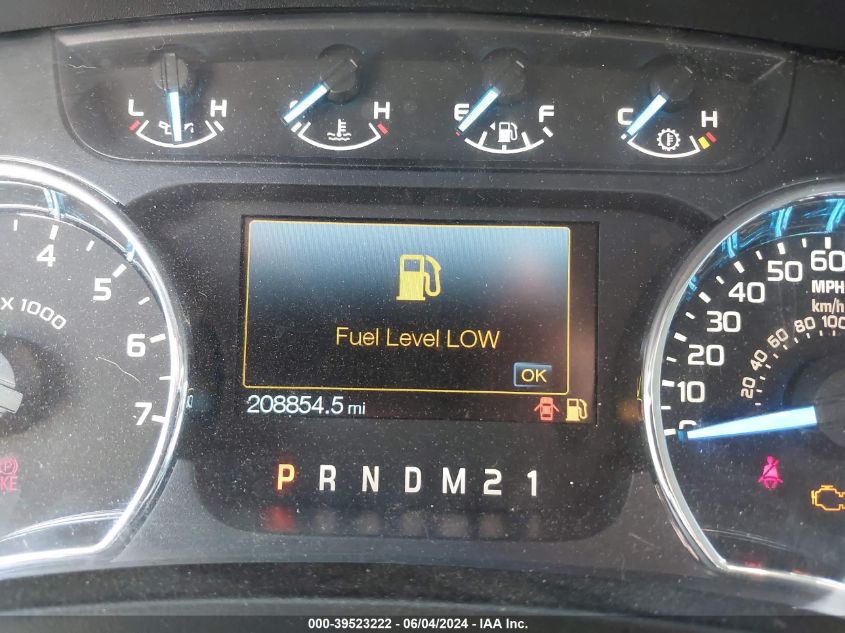 L H H E F C H
4
5
6
7
X 1000
Fuel Level LOW
OK
208854.5 mi
P R N D M 2 1
0
10
20
30
40
50
60
MPH
km/h
20
40
60
80
100
(P)
000-39523222 - 06/04/2024 - IAA Inc.